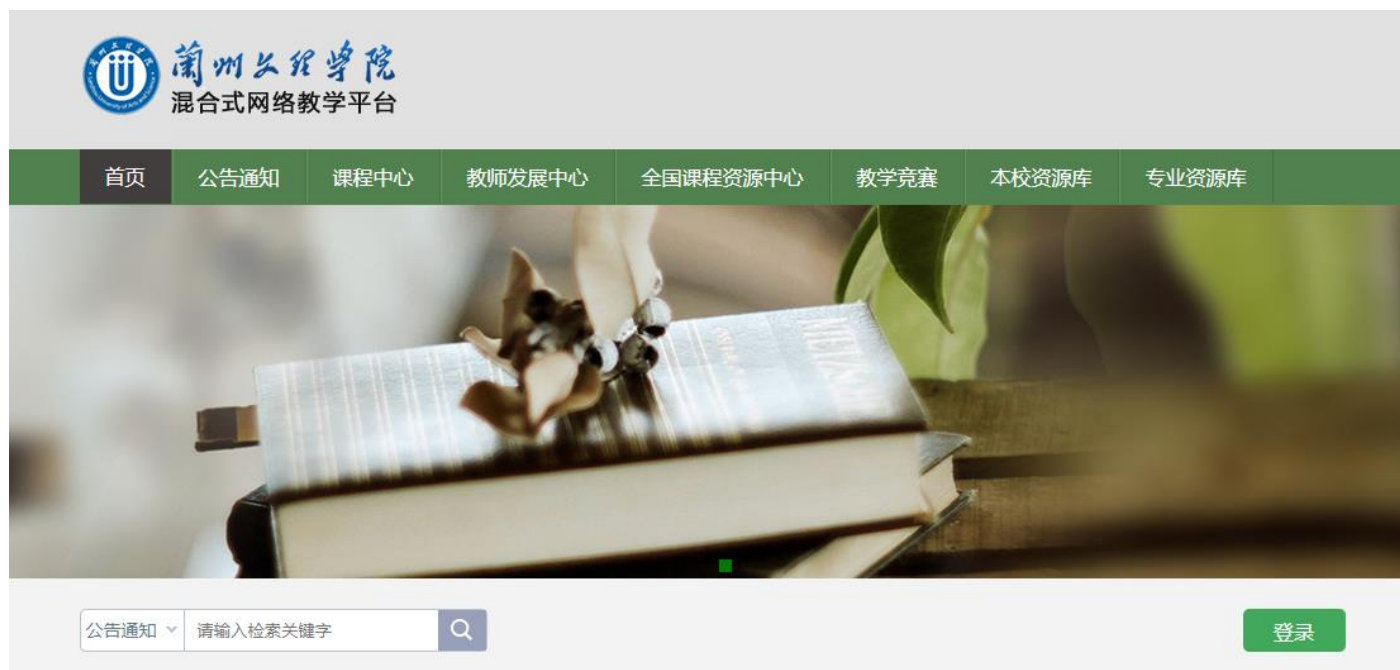 蘭州文理學院
混合式网络教学平台
首页 公告通知 课程中心 教师发展中心 全国课程资源中心 教学竞赛 本校资源库 专业资源库
公告通知 请输入检索关键字
登录